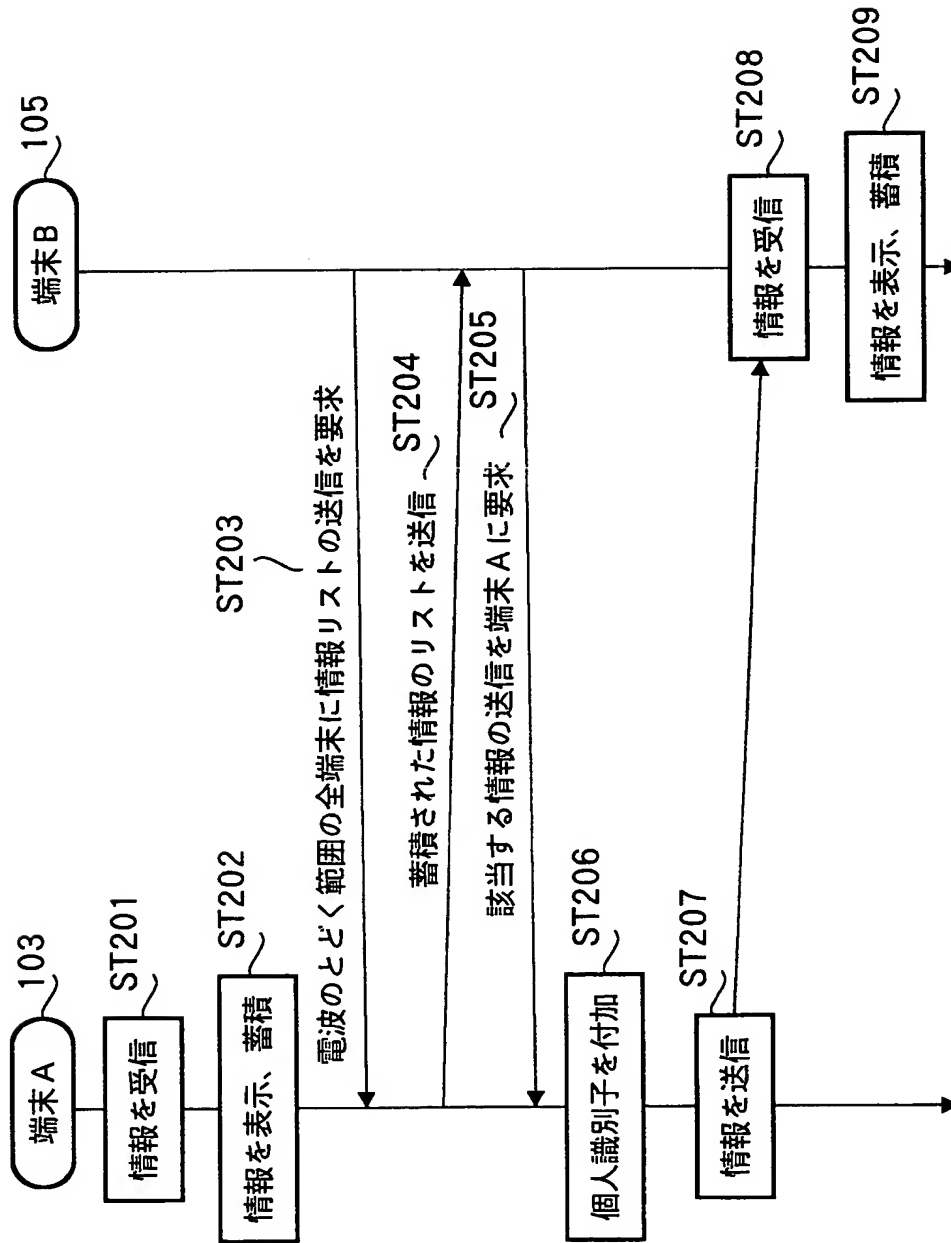 端末A
103
端末B
105
情報を受信
ST201
情報を表示、蓄積
ST202
ST203
電波のとどく範囲の全端末に情報リストの送信を要求
蓄積された情報のリストを送信
ST204
該当する情報の送信を端末Aに要求
ST205
個人識別子を付加
ST206
情報を送信
ST207
情報を受信
ST208
情報を表示、蓄積
ST209